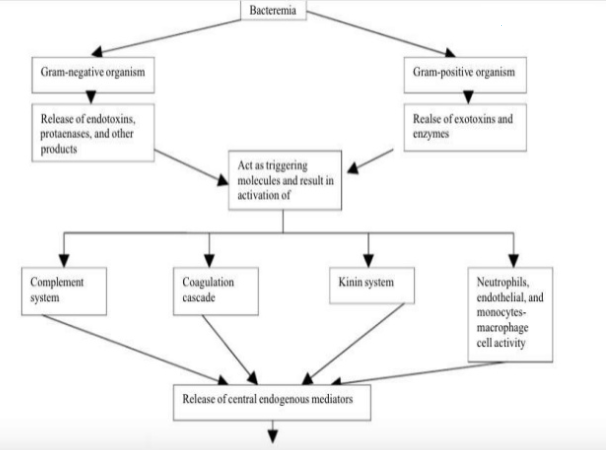 Bacteremia
Gram-negative organism
Gram-positive organism
Release of endotoxins,
protaenases, and other
products
Realse of exotoxins and
enzymes
Act as triggering
molecules and result in
activation of
Complement
system
Coagulation
cascade
Kinin system
Neutrophils,
endothelial, and
monocytes-
macrophage
cell activity
Release of central endogenous mediators